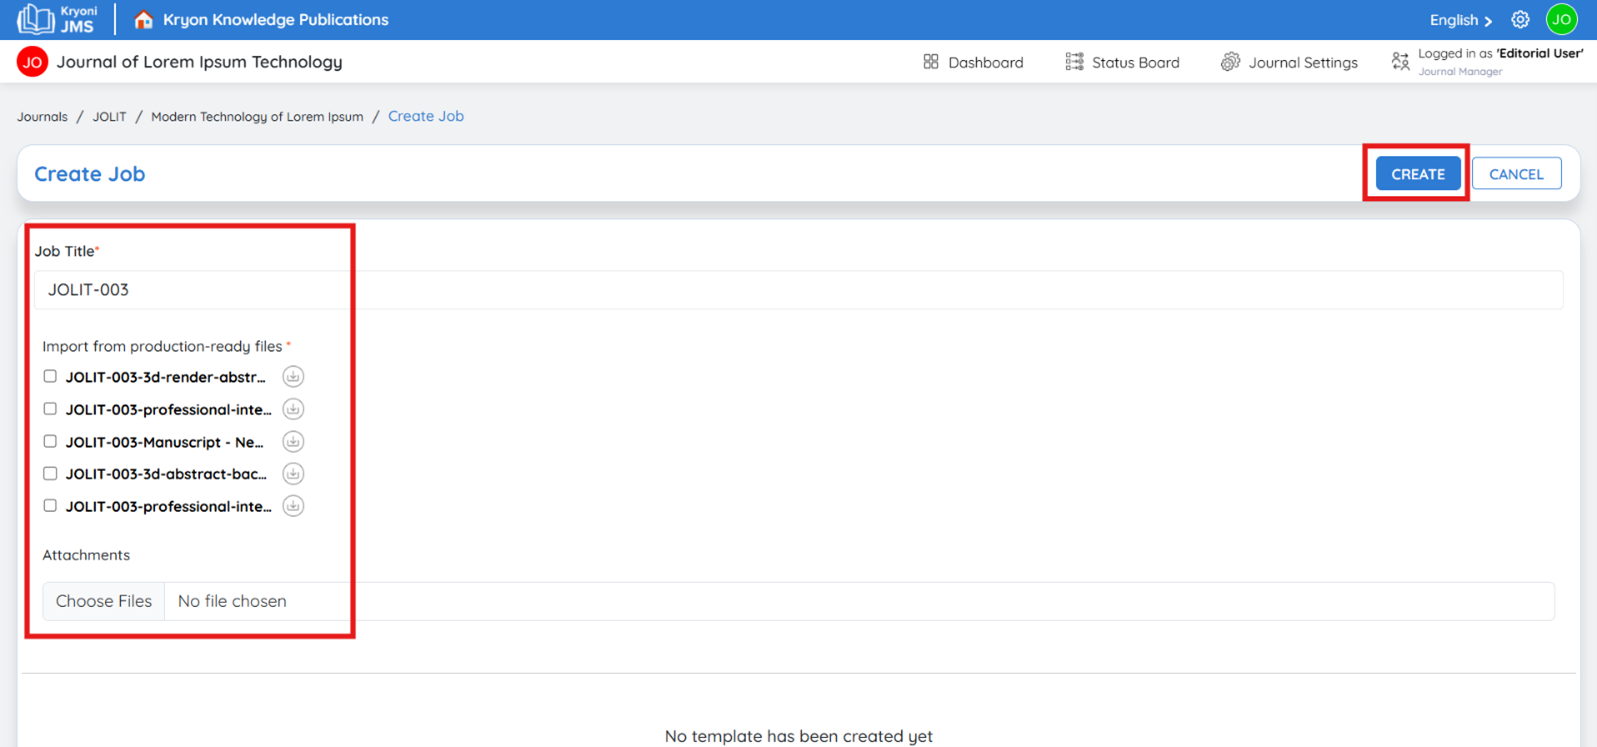 Kryoni
JMS
Kryon Knowledge Publications
English
JO
JO
Journal of Lorem Ipsum Technology
Dashboard
Status Board
Journal Settings
Logged in as 'Editorial User'
Journal Manager
Journals / JOLIT / Modern Technology of Lorem Ipsum / Create Job
Create Job
CREATE
CANCEL
Job Title*
JOLIT-003
Import from production-ready files *
JOLIT-003-3d-render-abstr...
JOLIT-003-professional-inte...
JOLIT-003-Manuscript - Ne...
JOLIT-003-3d-abstract-bac...
JOLIT-003-professional-inte...
Attachments
Choose Files No file chosen
No template has been created yet